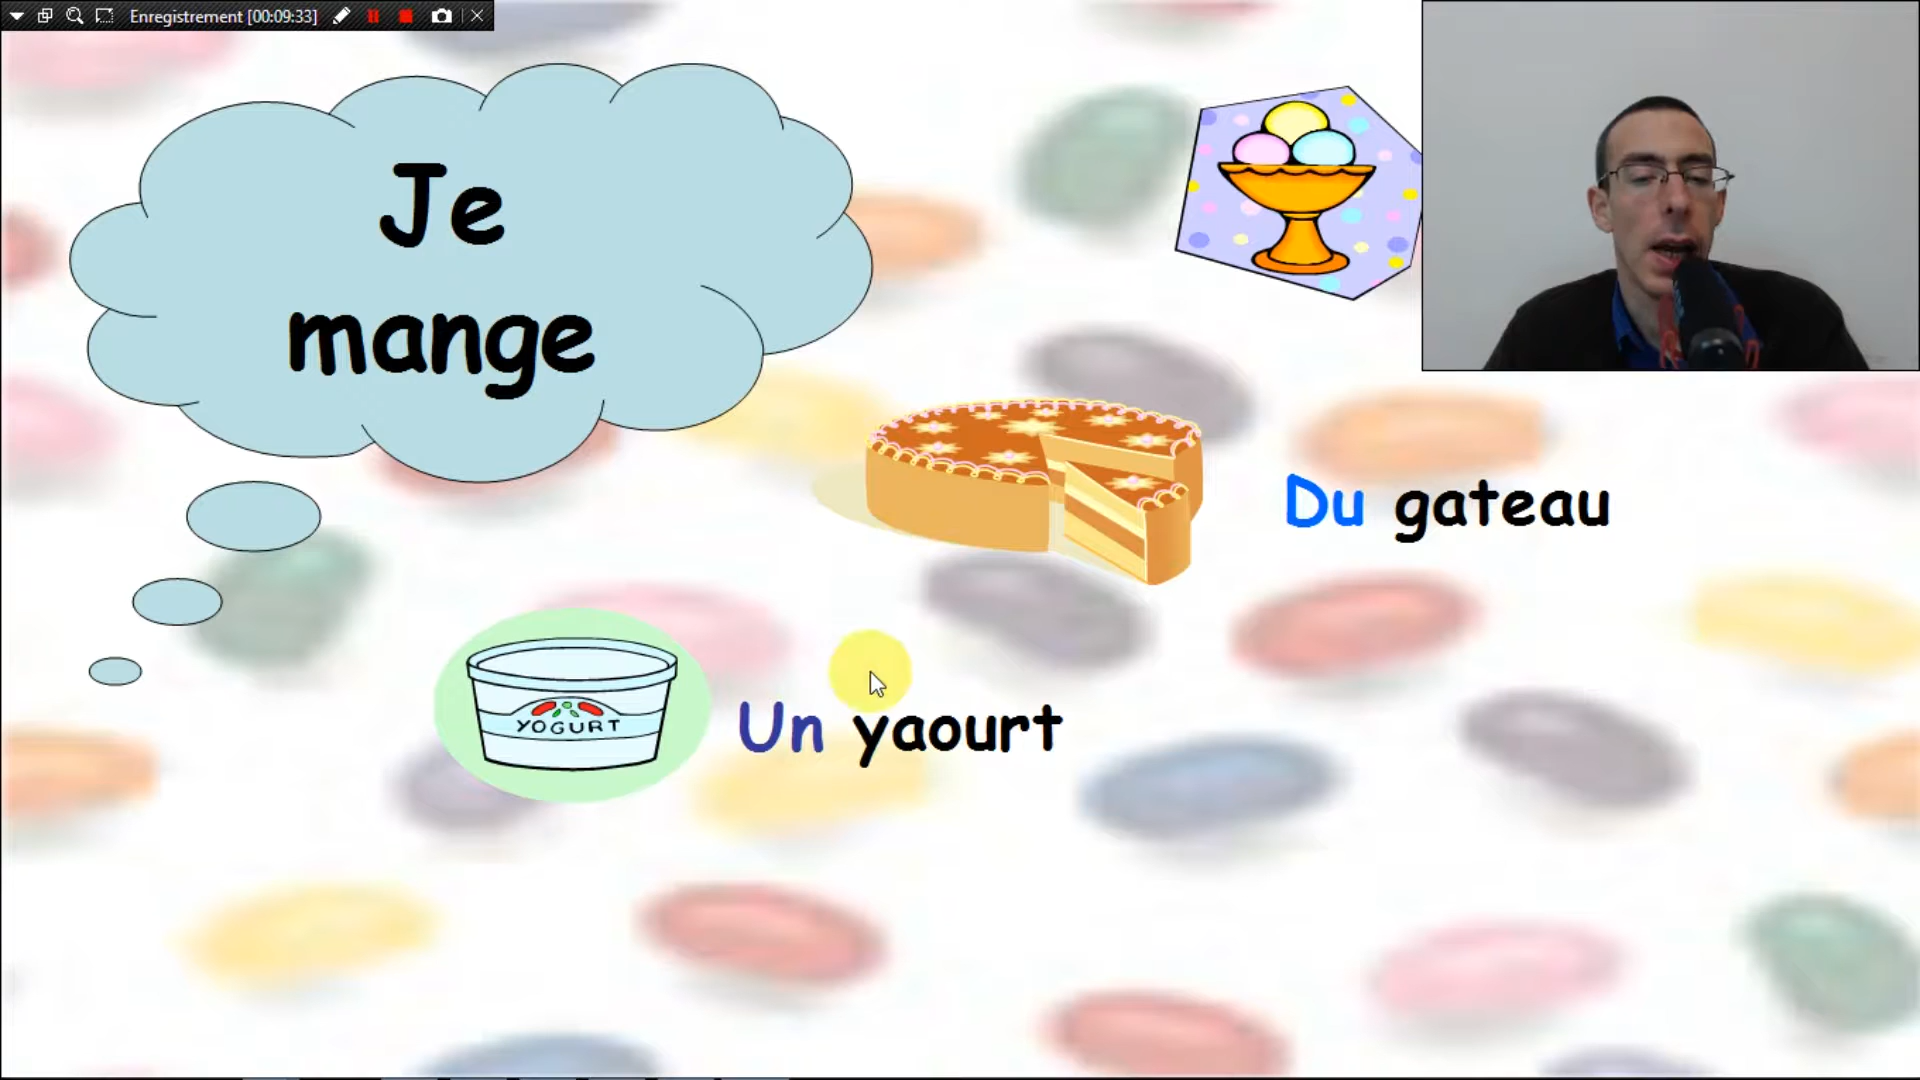 Enregistrement [00:09:33]
Je
mange
Du gateau
YOGURT
Un yaourt